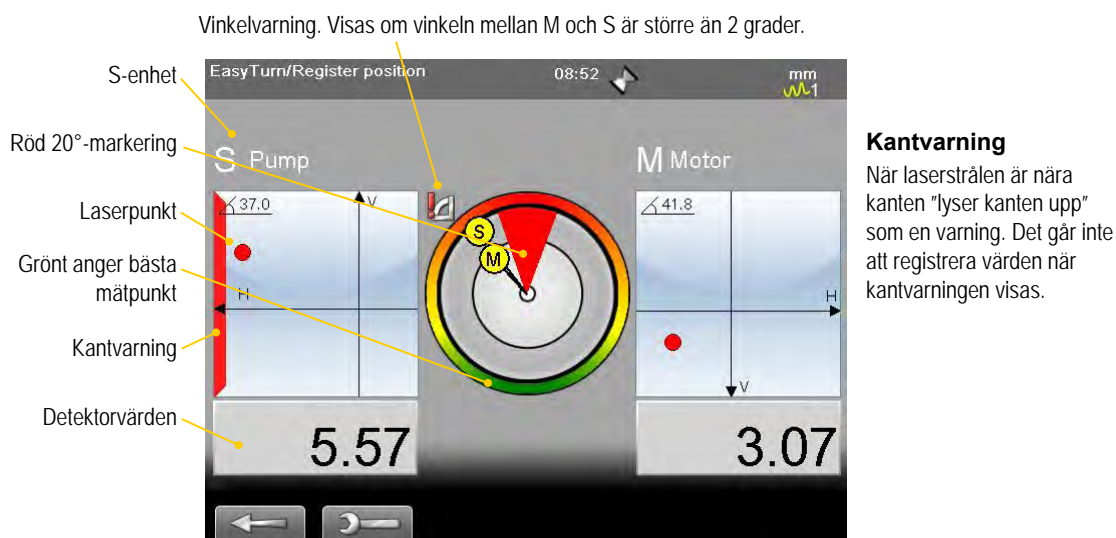 Vinkelvarning. Visas om vinkeln mellan M och S är större än 2 grader.
S-enhet
Röd 20°-markering
Laserpunkt
Grönt anger bästa
mätpunkt
Kantvarning
Detektorvärden
EasyTurn/Register position
08:52
mm
1
S Pump
M Motor
37.0
V
H
S
M
41.8
H
V
5.57
3.07
Kantvarning
När laserstrålen är nära
kanten "lyser kanten upp"
som en varning. Det går inte
att registrera värden när
kantvarningen visas.